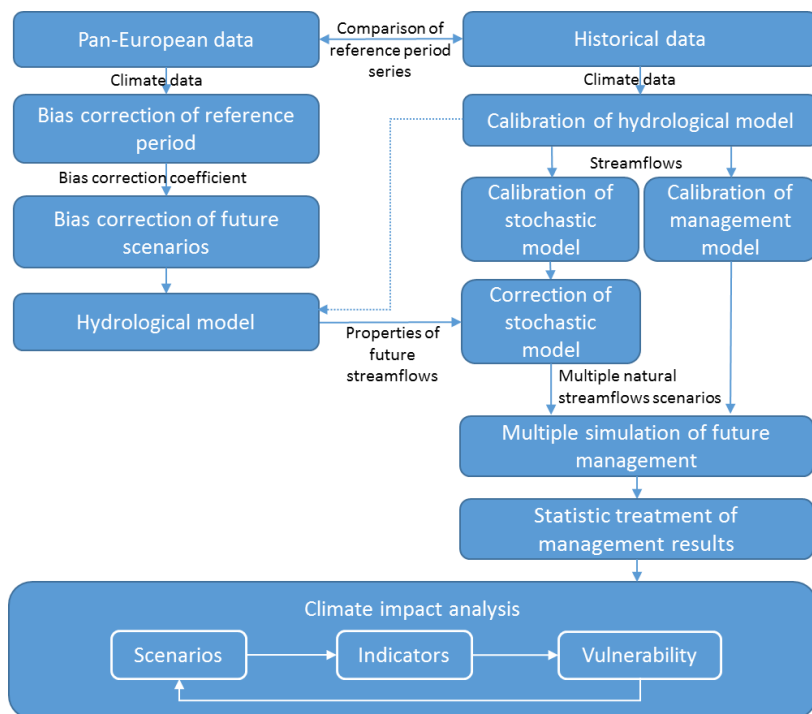 Pan-European data
Comparison of
reference period
series
Historical data
Climate data
Climate data
Bias correction of reference
period
Calibration of hydrological model
Bias correction coefficient
Streamflows
Bias correction of future
scenarios
Calibration of
stochastic
model
Calibration of
management
model
Hydrological model
Properties of
future
streamflows
Correction of
stochastic
model
Multiple natural
streamflows scenarios
Multiple simulation of future
management
Statistic treatment of
management results
Climate impact analysis
Scenarios
Indicators
Vulnerability